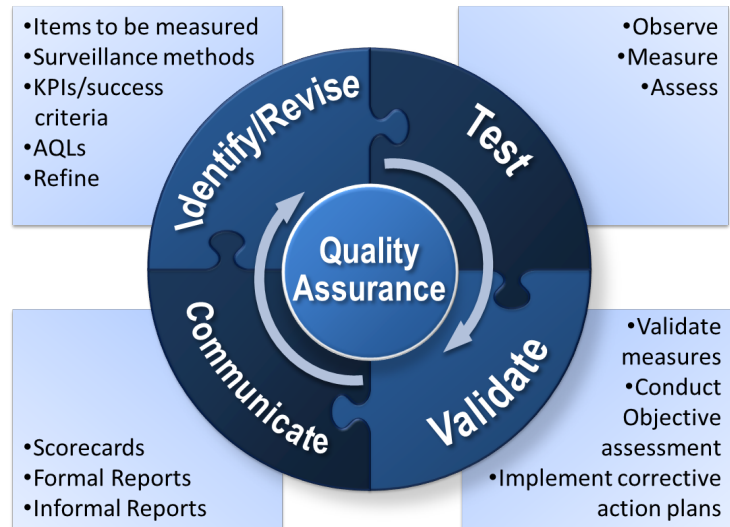 •Items to be measured
•Surveillance methods
•KPIs/success
criteria
•AQLs
•Refine
•Observe
•Measure
•Assess
Identify/Revise
Test
Quality
Assurance
Communicate
Validate
•Scorecards
•Formal Reports
•Informal Reports
•Validate
measures
•Conduct
Objective
assessment
•Implement corrective
action plans